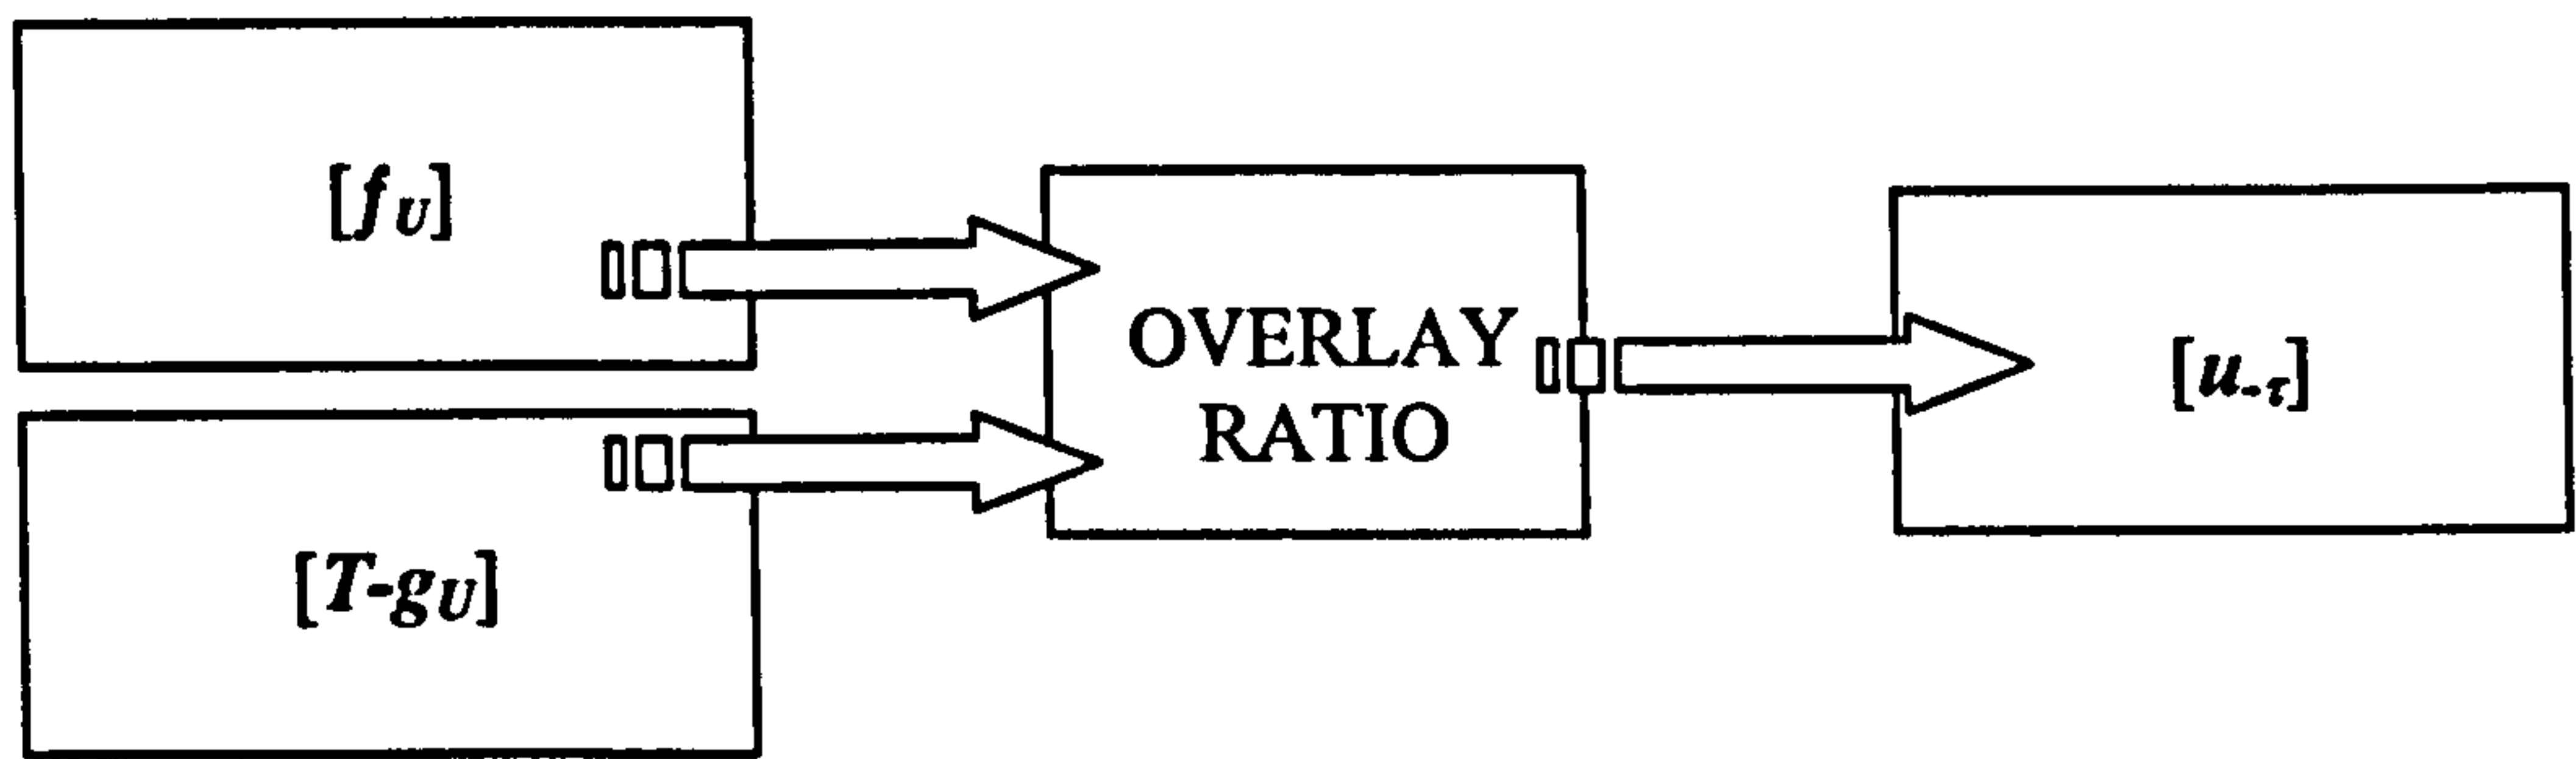 [f_U]
[T-g_U]
OVERLAY
RATIO
[u_-τ]